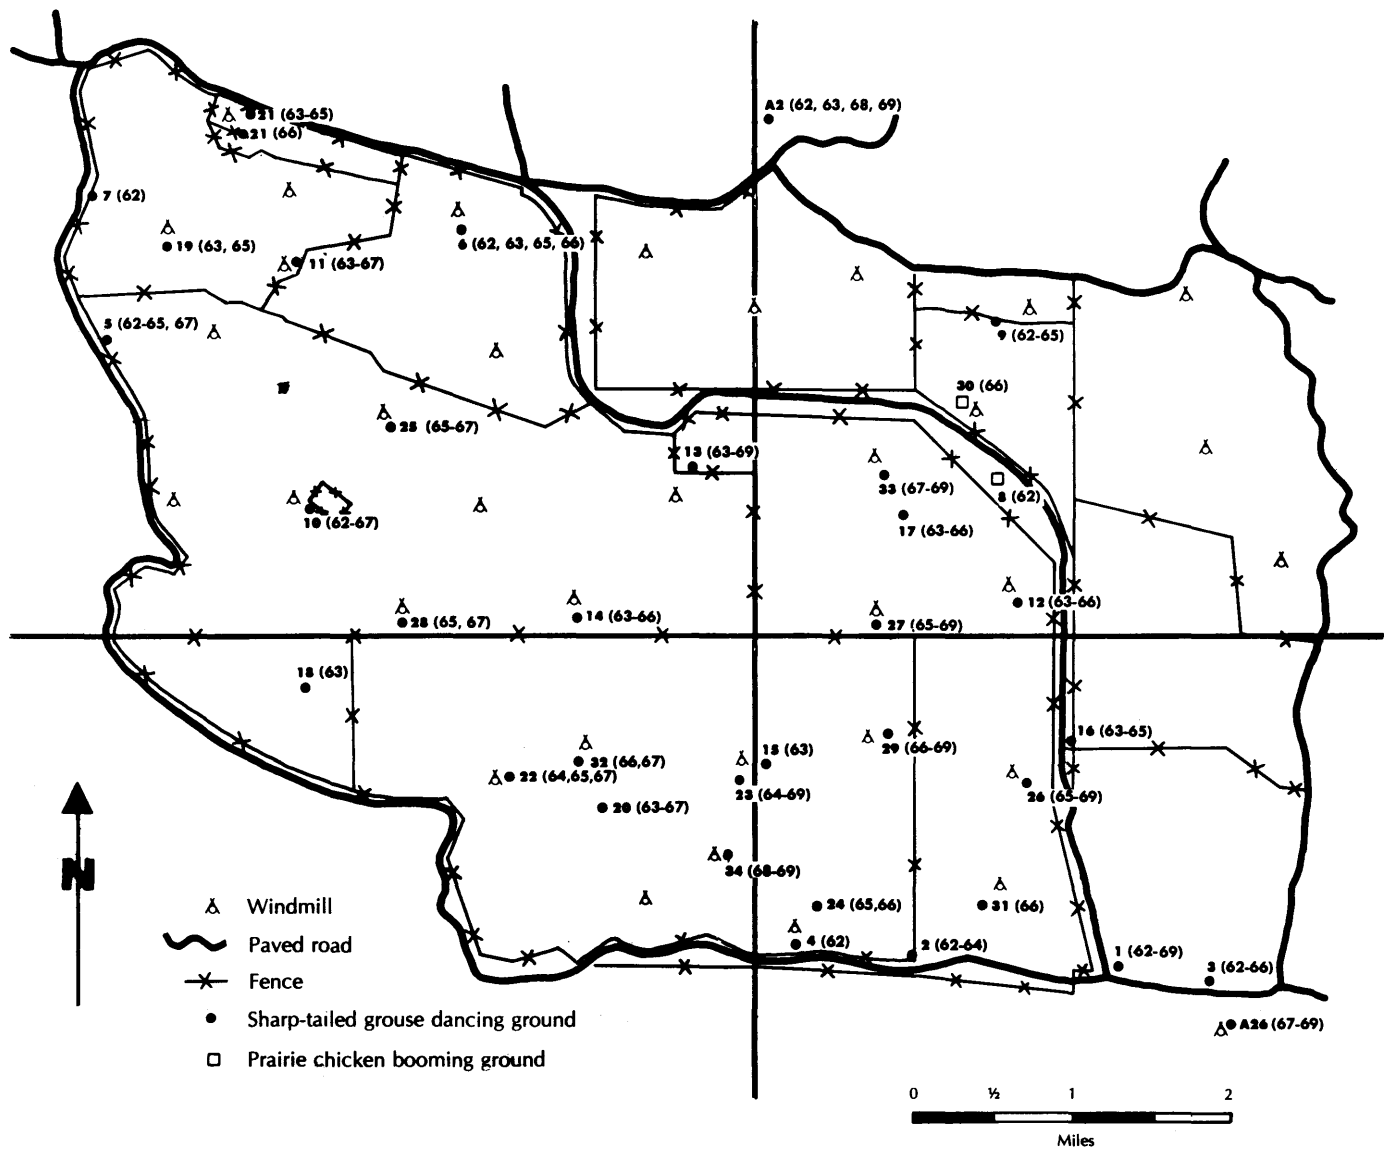 A2 (62, 63, 68, 69)
21 (63-65)
21 (66)
7 (62)
19 (63, 65)
6 (62, 63, 65, 66)
11 (63-67)
5 (62-65, 67)
9 (62-65)
30 (66)
25 (65-67)
13 (63-69)
33 (67-69)
8 (62)
10 (62-67)
17 (63-66)
12 (63-66)
14 (63-66)
28 (65, 67)
27 (65-69)
18 (63)
16 (63-65)
29 (66-69)
15 (63)
32 (66,67)
22 (64,65,67)
23 (64-69)
26 (65-69)
20 (63-67)
34 (68-69)
24 (65,66)
31 (66)
4 (62)
2 (62-64)
1 (62-69)
3 (62-66)
A26 (67-69)
N
Windmill
Paved road
Fence
Sharp-tailed grouse dancing ground
Prairie chicken booming ground
0 ½ 1 2
Miles